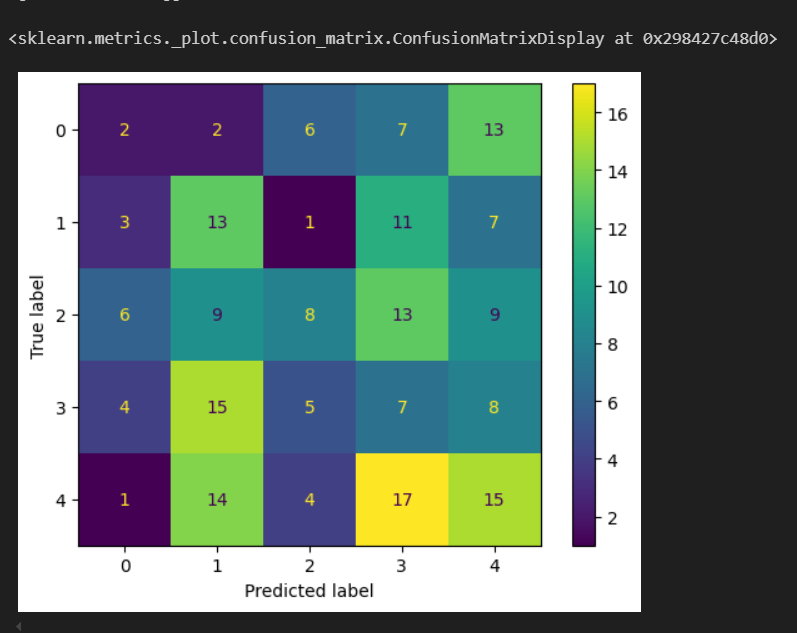 <sklearn.metrics._plot.confusion_matrix.ConfusionMatrixDisplay at 0x298427c48d0>
0 2 2 6 7 13
1 3 13 1 11 7
True label
2 6 9 8 13 9
3 4 15 5 7 8
4 1 14 4 17 15
0 1 2 3 4
Predicted label
16
14
12
10
8
6
4
2